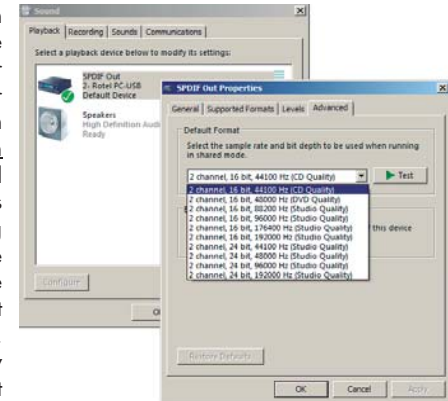 Sound
Playback Recording Sounds Communications
Select a playback device below to modify its settings:
SPDIF Out
2- Rotel PC-USB
Default Device
Speakers
High Definition Audi
Ready
Configure
SPDIF Out Properties
General Supported Formats Levels Advanced
Default Format
Select the sample rate and bit depth to be used when running
in shared mode.
2 channel, 16 bit, 44100 Hz (CD Quality)
Test
2 channel, 16 bit, 44100 Hz (CD Quality)
2 channel, 16 bit, 48000 Hz (DVD Quality)
2 channel, 16 bit, 88200 Hz (Studio Quality)
2 channel, 16 bit, 96000 Hz (Studio Quality)
2 channel, 16 bit, 176400 Hz (Studio Quality)
2 channel, 16 bit, 192000 Hz (Studio Quality)
2 channel, 24 bit, 44100 Hz (Studio Quality)
2 channel, 24 bit, 48000 Hz (Studio Quality)
2 channel, 24 bit, 96000 Hz (Studio Quality)
2 channel, 24 bit, 192000 Hz (Studio Quality)
this device
Restore Defaults
OK Cancel Apply